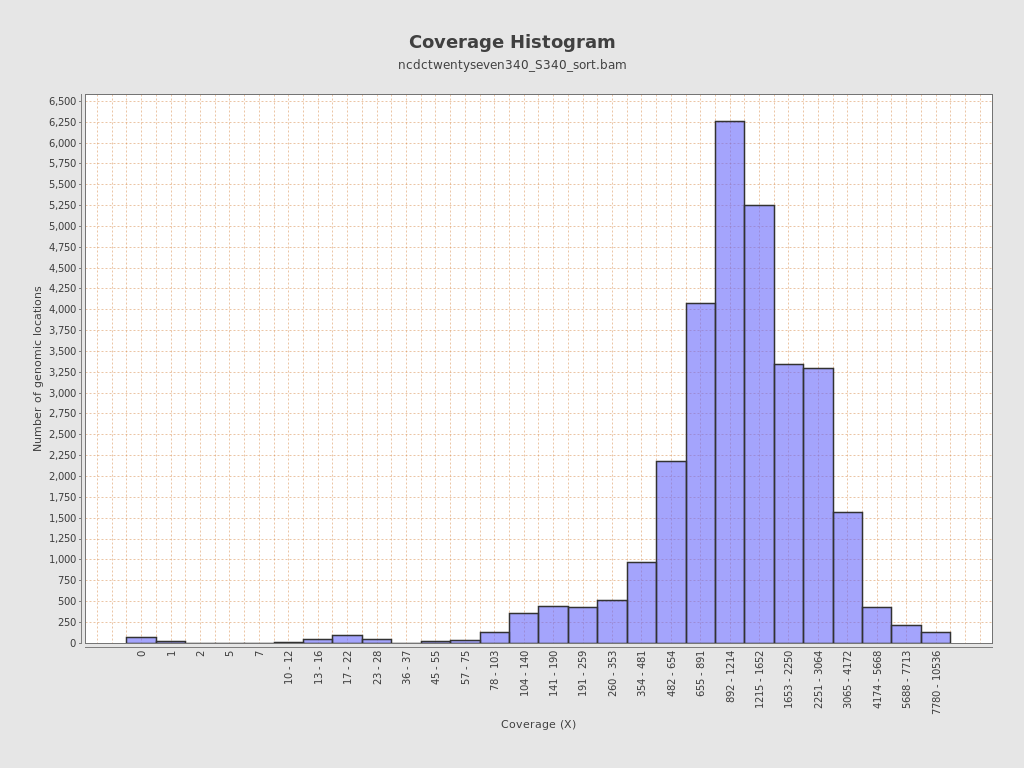 Coverage Histogram
ncdctwentyseven340_S340_sort.bam
Number of genomic locations
6,500
6,250
6,000
5,750
5,500
5,250
5,000
4,750
4,500
4,250
4,000
3,750
3,500
3,250
3,000
2,750
2,500
2,250
2,000
1,750
1,500
1,250
1,000
750
500
250
0
0
1
2
5
7
10 - 12
13 - 16
17 - 22
23 - 28
36 - 37
45 - 55
57 - 75
78 - 103
104 - 140
141 - 190
191 - 259
260 - 353
354 - 481
482 - 654
655 - 891
892 - 1214
1215 - 1652
1653 - 2250
2251 - 3064
3065 - 4172
4174 - 5668
5688 - 7713
7780 - 10536
Coverage (X)